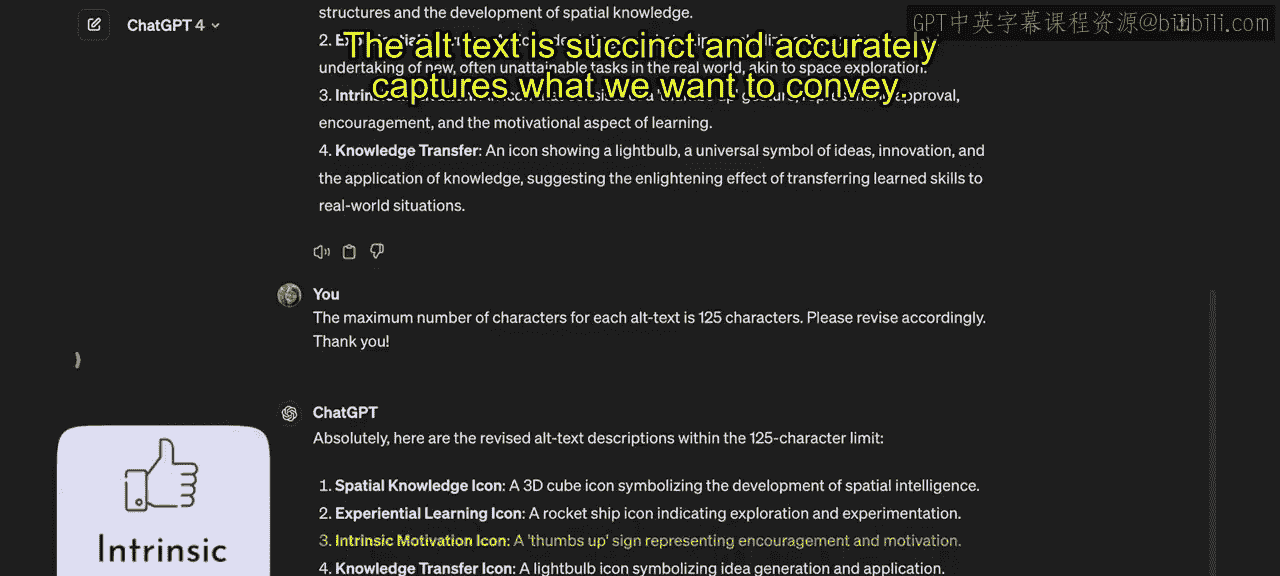 ChatGPT 4
GPT中英字幕课程资源@bilibili.com
structures and the development of spatial knowledge.
The alt text is succinct and accurately
captures what we want to convey.
2.
undertaking of new, often unattainable tasks in the real world, akin to space exploration.
3. approval,
encouragement, and the motivational aspect of learning.
4. Knowledge Transfer: An icon showing a lightbulb, a universal symbol of ideas, innovation, and
the application of knowledge, suggesting the enlightening effect of transferring learned skills to
real-world situations.
You
The maximum number of characters for each alt-text is 125 characters. Please revise accordingly.
Thank you!
ChatGPT
Absolutely, here are the revised alt-text descriptions within the 125-character limit:
1. Spatial Knowledge Icon: A 3D cube icon symbolizing the development of spatial intelligence.
2. Experiential Learning Icon: A rocket ship icon indicating exploration and experimentation.
3. Intrinsic Motivation Icon: A 'thumbs up' sign representing encouragement and motivation.
4. Knowledge Transfer Icon: A lightbulb icon symbolizing idea generation and application.
Intrinsic